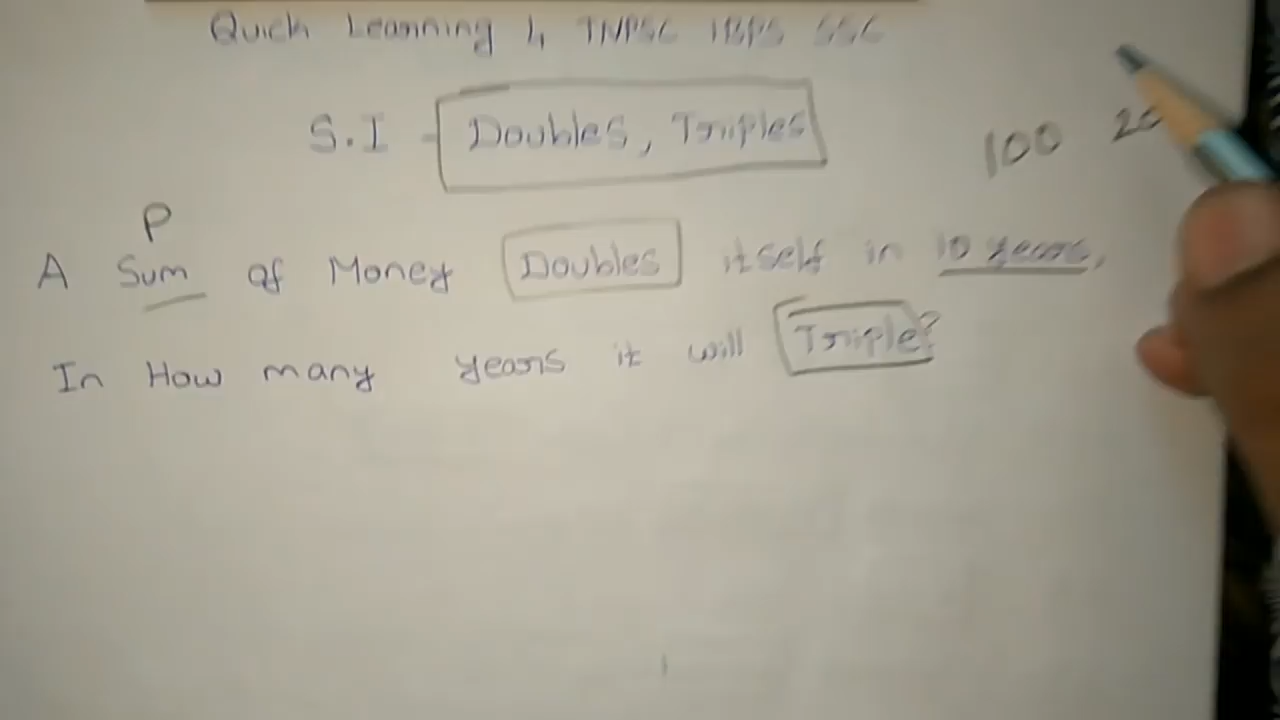 Quick Learning 4 TNPSC IBPS SSC
S.I - Doubles, Triples
100 20
P
A Sum of Money Doubles itself in 10 years,
In How many years it will Triple?